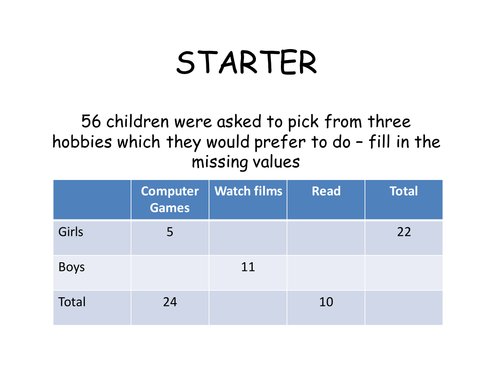 STARTER
56 children were asked to pick from three
hobbies which they would prefer to do – fill in the
missing values
Computer Games Watch films Read Total
Girls 5 22
Boys 11
Total 24 10